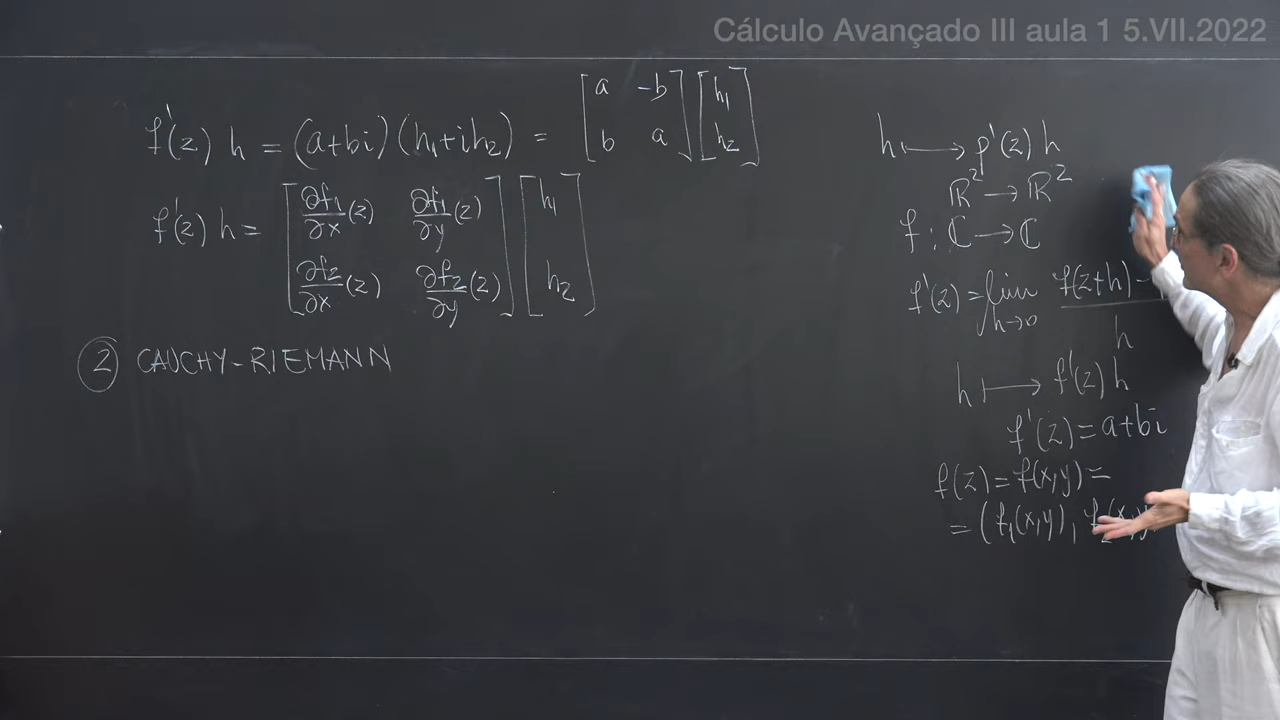 Cálculo Avançado III aula 1 5.VII.2022
f'(z) h = (a+bi)(h₁+ih₂) = [a -b; b a][h₁; h₂]
f'(z) h = [∂f₁/∂x(z) ∂f₁/∂y(z); ∂f₂/∂x(z) ∂f₂/∂y(z)][h₁; h₂]
② CAUCHY-RIEMANN
h ⟼ f'(z) h
ℝ² → ℝ²
f : ℂ → ℂ
f'(z) = lim h→0 f(z+h) - / h
h ⟼ f'(z) h
f'(z) = a+bi
f(z) = f(x,y) =
= (f₁(x,y), f₂(x,y